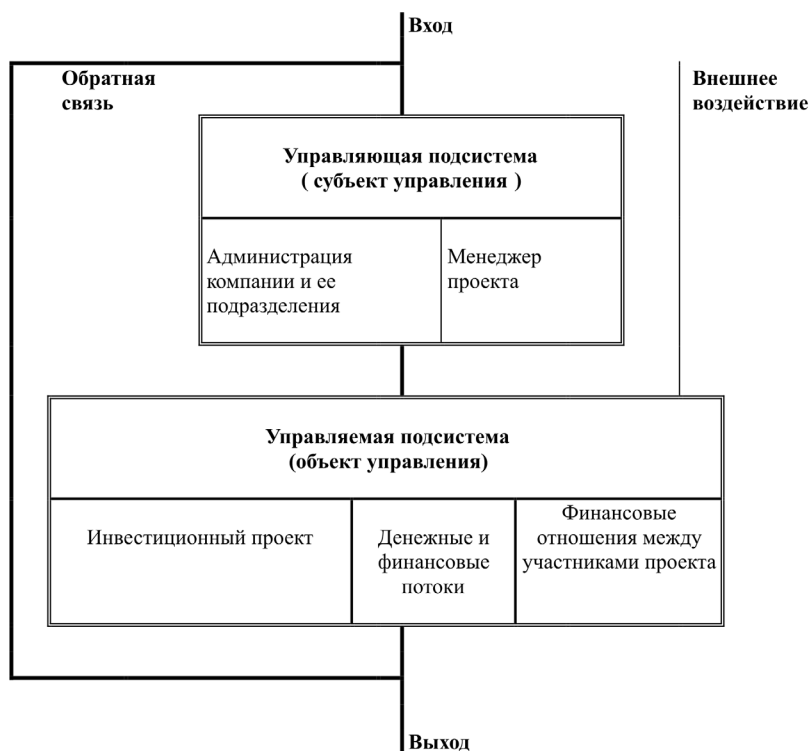 Вход
Обратная
связь
Внешнее
воздействие
Управляющая подсистема
( субъект управления )
Администрация
компании и ее
подразделения
Менеджер
проекта
Управляемая подсистема
(объект управления)
Инвестиционный проект
Денежные и
финансовые
потоки
Финансовые
отношения между
участниками проекта
Выход